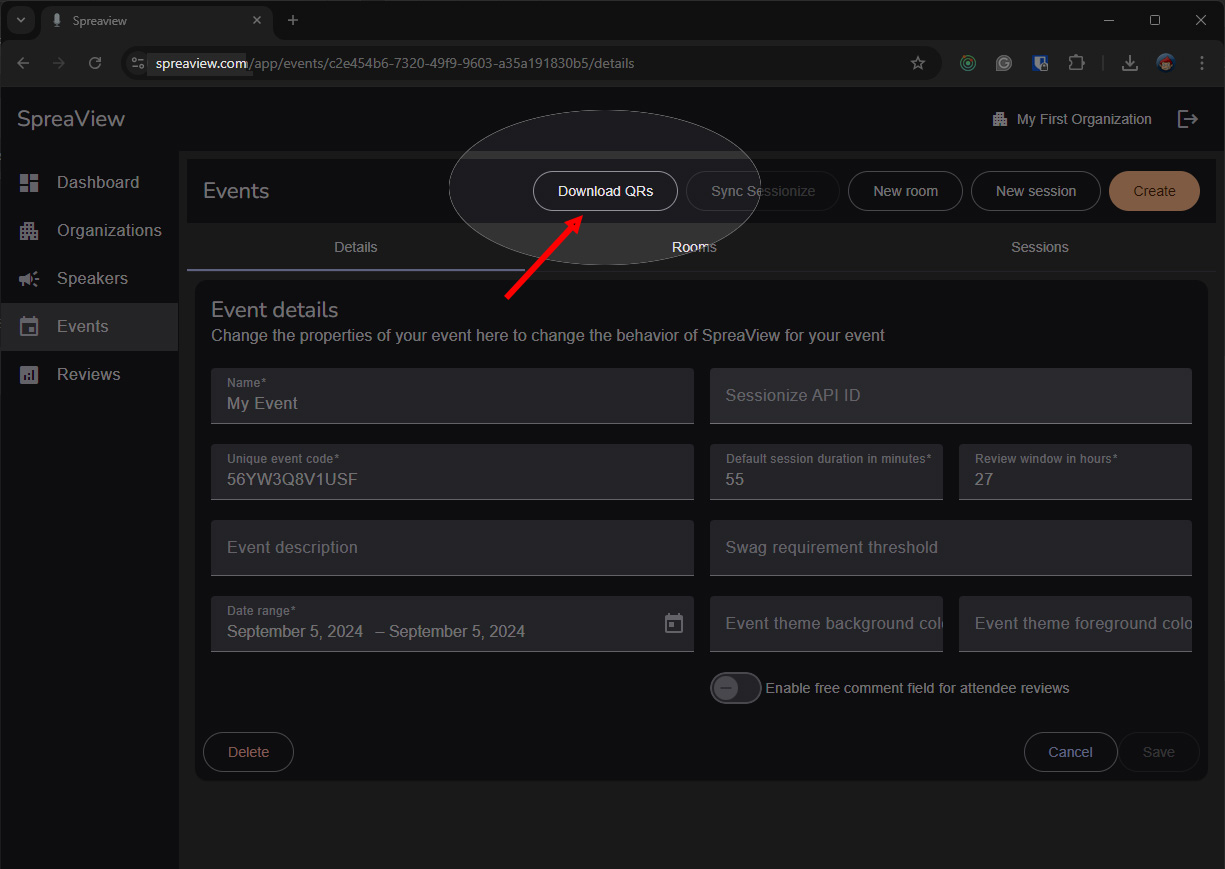 Spreaview
spreaview.com/app/events/c2e454b6-7320-49f9-9603-a35a191830b5/details
SpreaView
My First Organization
Dashboard
Organizations
Speakers
Events
Reviews
Events
Download QRs
Sync Sessionize
New room
New session
Create
Details
Rooms
Sessions
Event details
Change the properties of your event here to change the behavior of SpreaView for your event
Name*
My Event
Sessionize API ID
Unique event code*
56YW3Q8V1USF
Default session duration in minutes*
55
Review window in hours*
27
Event description
Swag requirement threshold
Date range*
September 5, 2024 – September 5, 2024
Event theme background col
Event theme foreground colo
Enable free comment field for attendee reviews
Delete
Cancel
Save